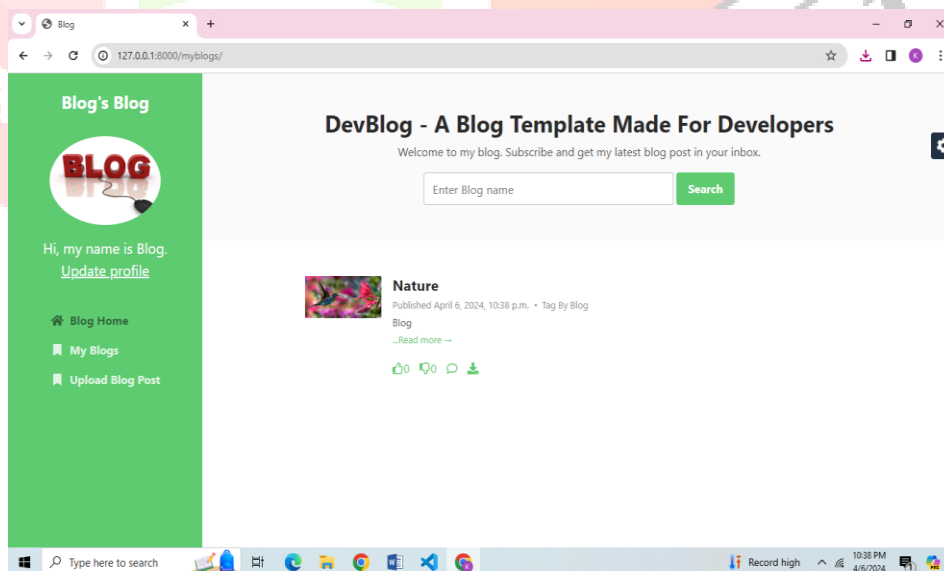 Blog
127.0.0.1:8000/myblogs/
K
Blog's Blog
BLOG
Hi, my name is Blog.
Update profile
Blog Home
My Blogs
Upload Blog Post
DevBlog - A Blog Template Made For Developers
Welcome to my blog. Subscribe and get my latest blog post in your inbox.
Enter Blog name
Search
Nature
Published April 6, 2024, 10:38 p.m. • Tag By Blog
Blog
...Read more →
0 0
Type here to search
Record high
10:38 PM
4/6/2024